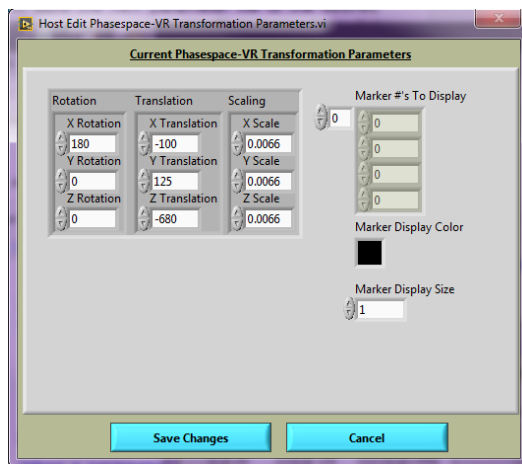 Host Edit Phasespace-VR Transformation Parameters.vi
Current Phasespace-VR Transformation Parameters
Rotation Translation Scaling
X Rotation X Translation X Scale
180 -100 0.0066
Y Rotation Y Translation Y Scale
0 125 0.0066
Z Rotation Z Translation Z Scale
0 -680 0.0066
Marker #'s To Display
0 0
0
0
0
Marker Display Color
Marker Display Size
1
Save Changes Cancel